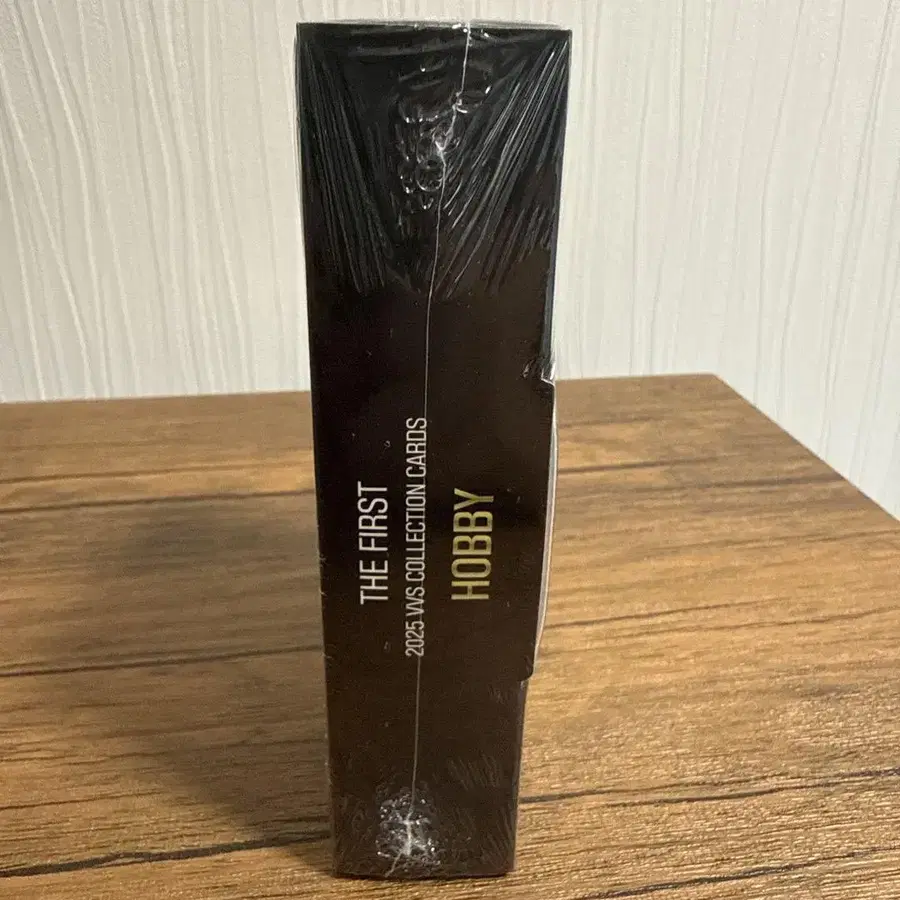 THE FIRST
2025 VVS COLLECTION CARDS
HOBBY